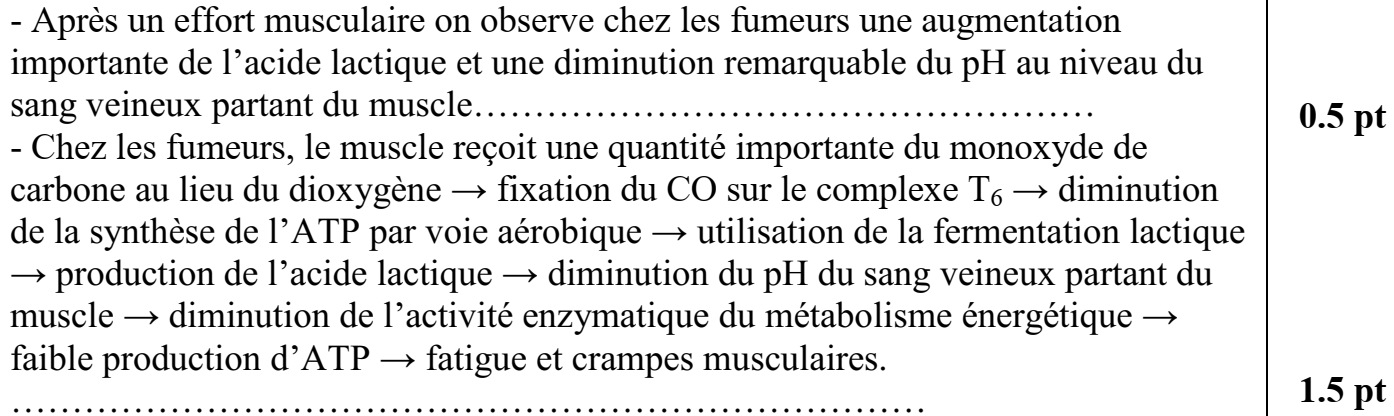 - Après un effort musculaire on observe chez les fumeurs une augmentation
importante de l’acide lactique et une diminution remarquable du pH au niveau du
sang veineux partant du muscle……………………………………………
0.5 pt
- Chez les fumeurs, le muscle reçoit une quantité importante du monoxyde de
carbone au lieu du dioxygène → fixation du CO sur le complexe T₆ → diminution
de la synthèse de l’ATP par voie aérobique → utilisation de la fermentation lactique
→ production de l’acide lactique → diminution du pH du sang veineux partant du
muscle → diminution de l’activité enzymatique du métabolisme énergétique →
faible production d’ATP → fatigue et crampes musculaires.
…………………………………………………………………
1.5 pt